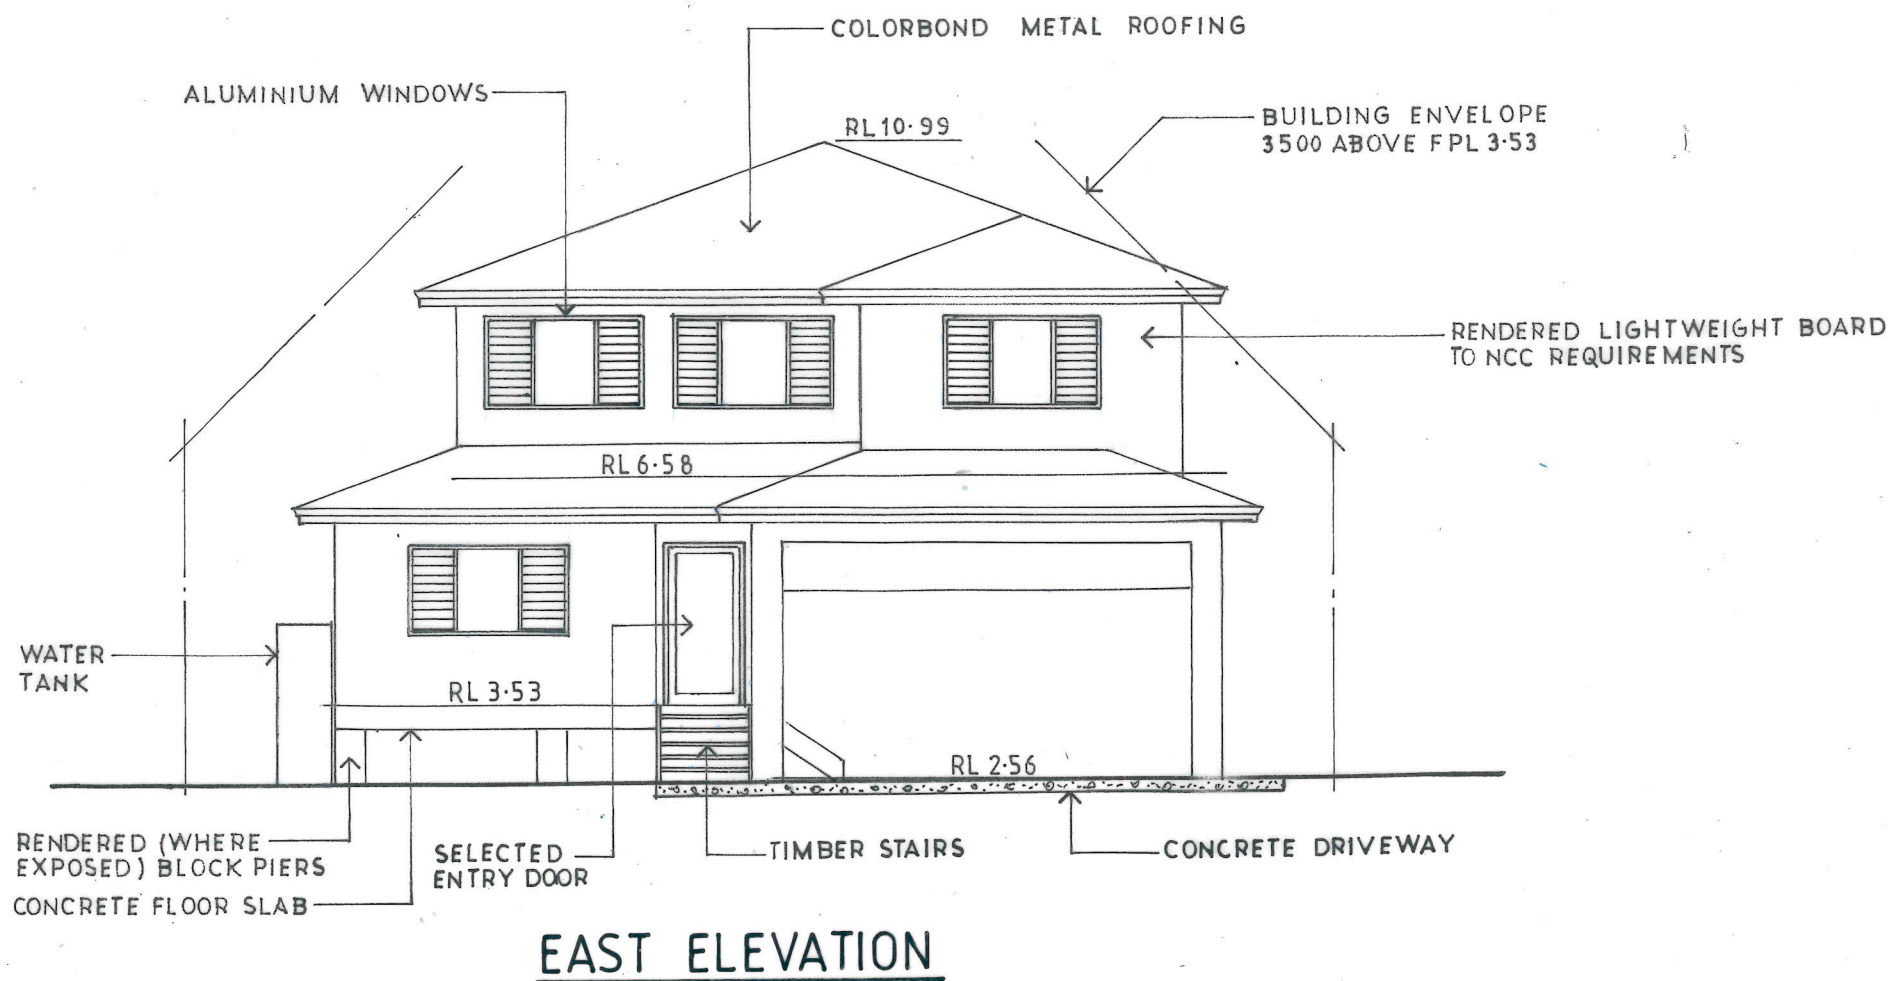 COLORBOND METAL ROOFING
ALUMINIUM WINDOWS
RL 10·99
BUILDING ENVELOPE
3500 ABOVE FPL 3·53
RENDERED LIGHTWEIGHT BOARD
TO NCC REQUIREMENTS
RL 6·58
WATER
TANK
RL 3·53
RL 2·56
RENDERED (WHERE
EXPOSED) BLOCK PIERS
CONCRETE FLOOR SLAB
SELECTED
ENTRY DOOR
TIMBER STAIRS
CONCRETE DRIVEWAY
EAST ELEVATION